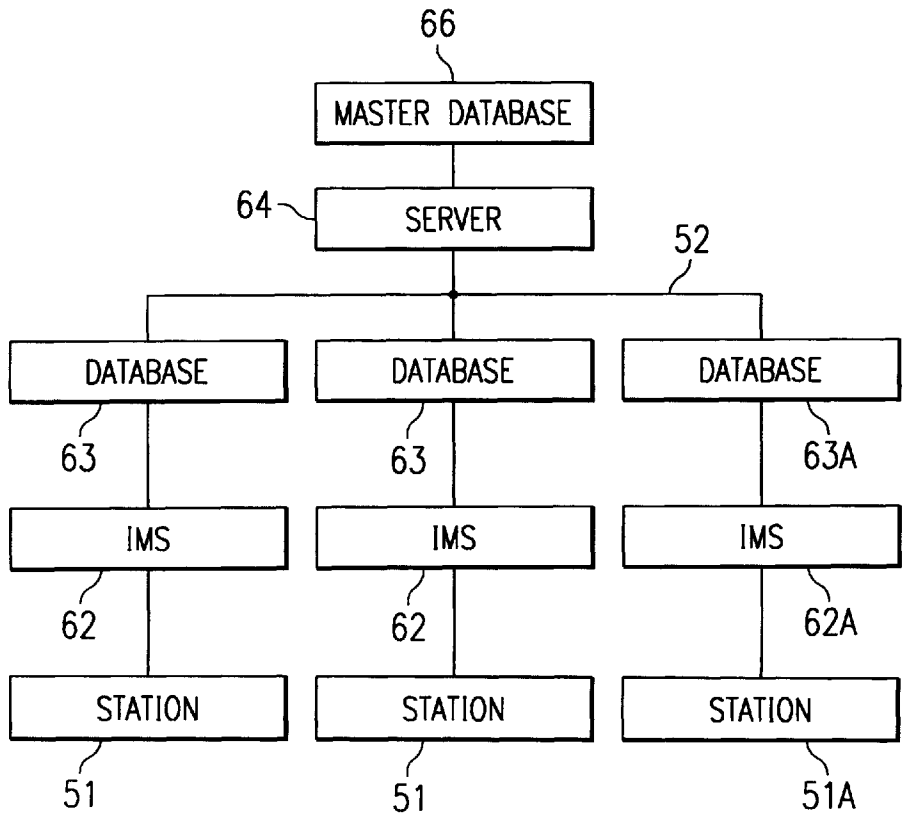 66
MASTER DATABASE
64
SERVER
52
DATABASE
DATABASE
DATABASE
63
63
63A
IMS
IMS
IMS
62
62
62A
STATION
STATION
STATION
51
51
51A